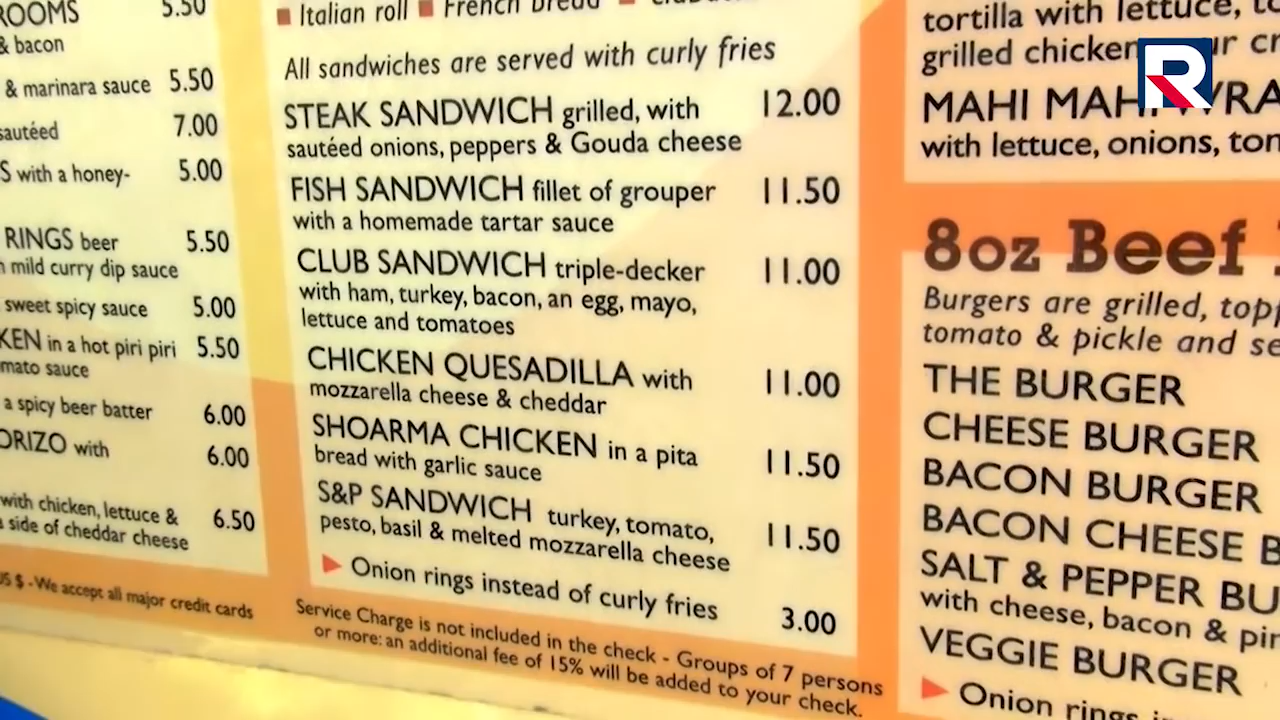 ROOMS 5.50
& bacon
& marinara sauce 5.50
sautéed 7.00
S with a honey- 5.00
RINGS beer 5.50
mild curry dip sauce
sweet spicy sauce 5.00
KEN in a hot piri piri 5.50
mato sauce
a spicy beer batter 6.00
ORIZO with 6.00
with chicken, lettuce & 6.50
side of cheddar cheese
US $ - We accept all major credit cards
Italian roll French bread
All sandwiches are served with curly fries
STEAK SANDWICH grilled, with 12.00
sautéed onions, peppers & Gouda cheese
FISH SANDWICH fillet of grouper 11.50
with a homemade tartar sauce
CLUB SANDWICH triple-decker 11.00
with ham, turkey, bacon, an egg, mayo,
lettuce and tomatoes
CHICKEN QUESADILLA with 11.00
mozzarella cheese & cheddar
SHOARMA CHICKEN in a pita 11.50
bread with garlic sauce
S&P SANDWICH turkey, tomato, 11.50
pesto, basil & melted mozzarella cheese
Onion rings instead of curly fries 3.00
Service Charge is not included in the check - Groups of 7 persons
or more: an additional fee of 15% will be added to your check.
tortilla with lettuce,
grilled chicken
R
MAHI MAHI WRA
with lettuce, onions, tom
8oz Beef
Burgers are grilled, topp
tomato & pickle and se
THE BURGER
CHEESE BURGER
BACON BURGER
BACON CHEESE B
SALT & PEPPER BU
with cheese, bacon & pin
VEGGIE BURGER
Onion rings